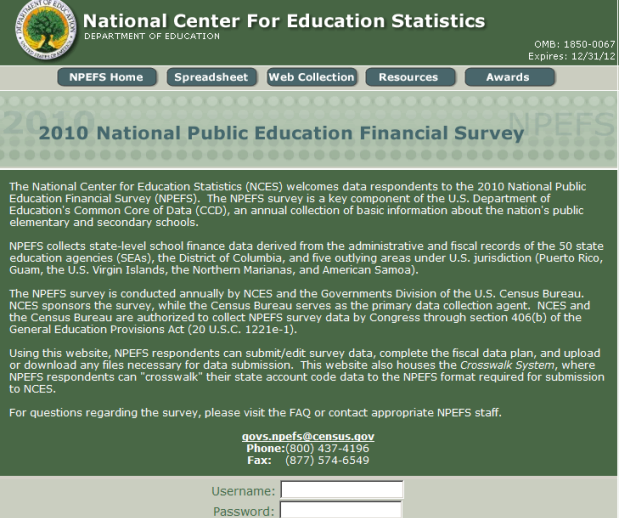 National Center For Education Statistics
DEPARTMENT OF EDUCATION
OMB: 1850-0067
Expires: 12/31/12
NPEFS Home Spreadsheet Web Collection Resources Awards
2010 NPEFS
2010 National Public Education Financial Survey
The National Center for Education Statistics (NCES) welcomes data respondents to the 2010 National Public
Education Financial Survey (NPEFS). The NPEFS survey is a key component of the U.S. Department of
Education's Common Core of Data (CCD), an annual collection of basic information about the nation's public
elementary and secondary schools.
NPEFS collects state-level school finance data derived from the administrative and fiscal records of the 50 state
education agencies (SEAs), the District of Columbia, and five outlying areas under U.S. jurisdiction (Puerto Rico,
Guam, the U.S. Virgin Islands, the Northern Marianas, and American Samoa).
The NPEFS survey is conducted annually by NCES and the Governments Division of the U.S. Census Bureau.
NCES sponsors the survey, while the Census Bureau serves as the primary data collection agent. NCES and
the Census Bureau are authorized to collect NPEFS survey data by Congress through section 406(b) of the
General Education Provisions Act (20 U.S.C. 1221e-1).
Using this website, NPEFS respondents can submit/edit survey data, complete the fiscal data plan, and upload
or download any files necessary for data submission. This website also houses the Crosswalk System, where
NPEFS respondents can "crosswalk" their state account code data to the NPEFS format required for submission
to NCES.
For questions regarding the survey, please visit the FAQ or contact appropriate NPEFS staff.
govs.npefs@census.gov
Phone:(800) 437-4196
Fax: (877) 574-6549
Username:
Password: